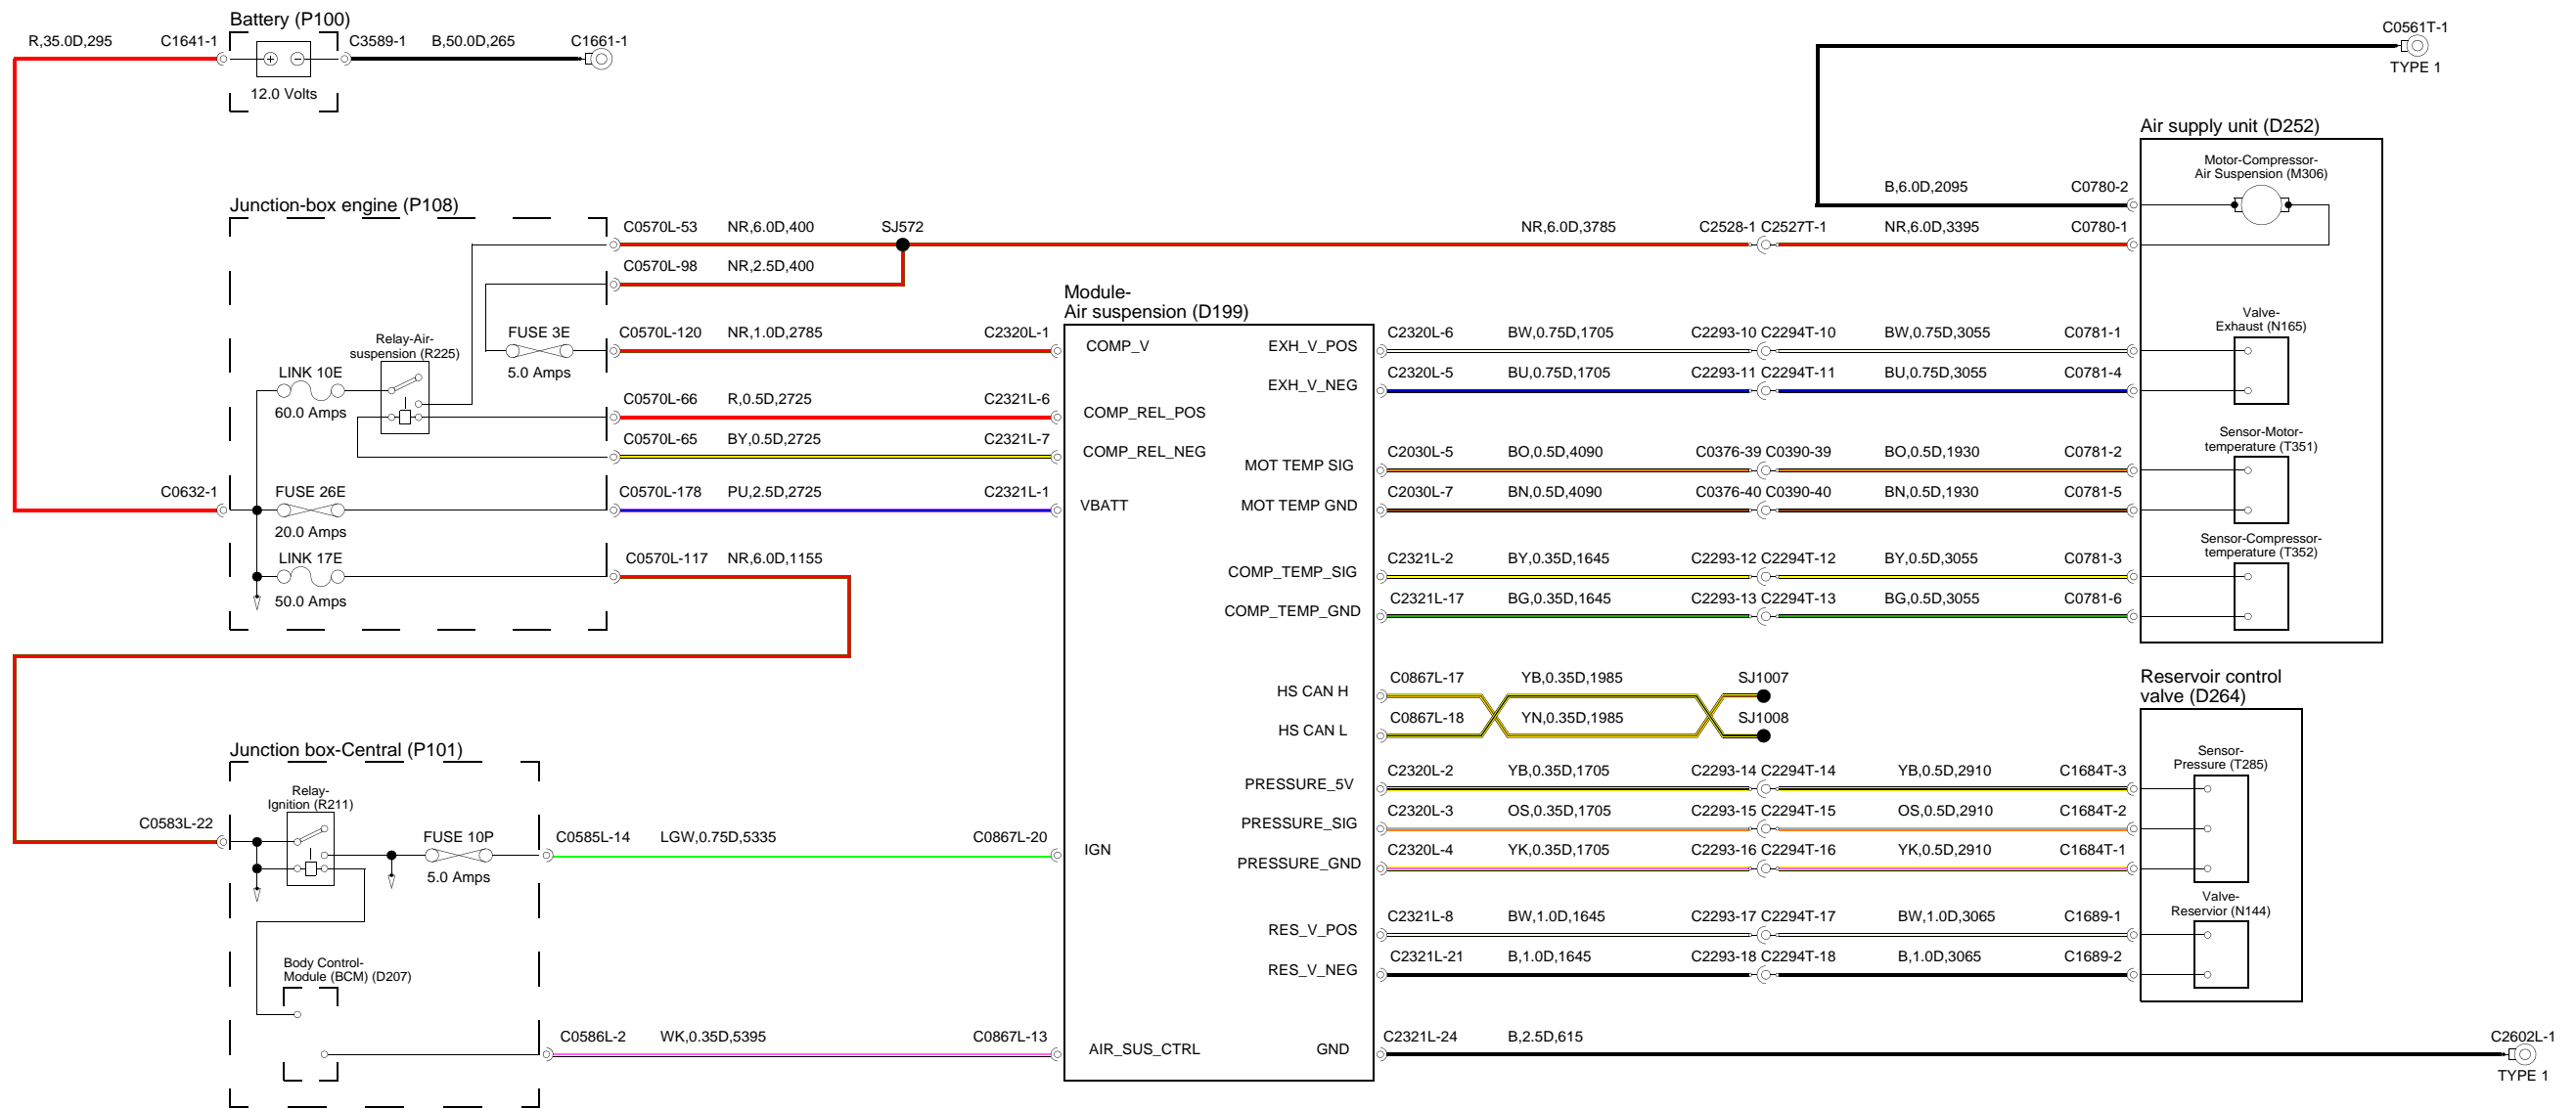 Battery (P100)
R,35.0D,295
C1641-1
C3589-1
B,50.0D,265
C1661-1
12.0 Volts
C0561T-1
TYPE 1
Air supply unit (D252)
Motor-Compressor-
Air Suspension (M306)
B,6.0D,2095
C0780-2
Junction-box engine (P108)
C0570L-53
NR,6.0D,400
SJ572
NR,6.0D,3785
C2528-1
C2527T-1
NR,6.0D,3395
C0780-1
C0570L-98
NR,2.5D,400
Module-
Air suspension (D199)
FUSE 3E
5.0 Amps
C0570L-120
NR,1.0D,2785
C2320L-1
COMP_V
Relay-Air-
suspension (R225)
LINK 10E
60.0 Amps
C0570L-66
R,0.5D,2725
C2321L-6
COMP_REL_POS
C0570L-65
BY,0.5D,2725
C2321L-7
COMP_REL_NEG
C0632-1
FUSE 26E
20.0 Amps
C0570L-178
PU,2.5D,2725
C2321L-1
VBATT
LINK 17E
50.0 Amps
C0570L-117
NR,6.0D,1155
EXH_V_POS
C2320L-6
BW,0.75D,1705
C2293-10
C2294T-10
BW,0.75D,3055
C0781-1
Valve-
Exhaust (N165)
EXH_V_NEG
C2320L-5
BU,0.75D,1705
C2293-11
C2294T-11
BU,0.75D,3055
C0781-4
MOT TEMP SIG
C2030L-5
BO,0.5D,4090
C0376-39
C0390-39
BO,0.5D,1930
C0781-2
Sensor-Motor-
temperature (T351)
MOT TEMP GND
C2030L-7
BN,0.5D,4090
C0376-40
C0390-40
BN,0.5D,1930
C0781-5
COMP_TEMP_SIG
C2321L-2
BY,0.35D,1645
C2293-12
C2294T-12
BY,0.5D,3055
C0781-3
Sensor-Compressor-
temperature (T352)
COMP_TEMP_GND
C2321L-17
BG,0.35D,1645
C2293-13
C2294T-13
BG,0.5D,3055
C0781-6
HS CAN H
C0867L-17
YB,0.35D,1985
SJ1007
HS CAN L
C0867L-18
YN,0.35D,1985
SJ1008
Reservoir control
valve (D264)
PRESSURE_5V
C2320L-2
YB,0.35D,1705
C2293-14
C2294T-14
YB,0.5D,2910
C1684T-3
Sensor-
Pressure (T285)
PRESSURE_SIG
C2320L-3
OS,0.35D,1705
C2293-15
C2294T-15
OS,0.5D,2910
C1684T-2
PRESSURE_GND
C2320L-4
YK,0.35D,1705
C2293-16
C2294T-16
YK,0.5D,2910
C1684T-1
RES_V_POS
C2321L-8
BW,1.0D,1645
C2293-17
C2294T-17
BW,1.0D,3065
C1689-1
Valve-
Reservior (N144)
RES_V_NEG
C2321L-21
B,1.0D,1645
C2293-18
C2294T-18
B,1.0D,3065
C1689-2
Junction box-Central (P101)
C0583L-22
Relay-
Ignition (R211)
FUSE 10P
5.0 Amps
C0585L-14
LGW,0.75D,5335
C0867L-20
IGN
Body Control-
Module (BCM) (D207)
C0586L-2
WK,0.35D,5395
C0867L-13
AIR_SUS_CTRL
GND
C2321L-24
B,2.5D,615
C2602L-1
TYPE 1